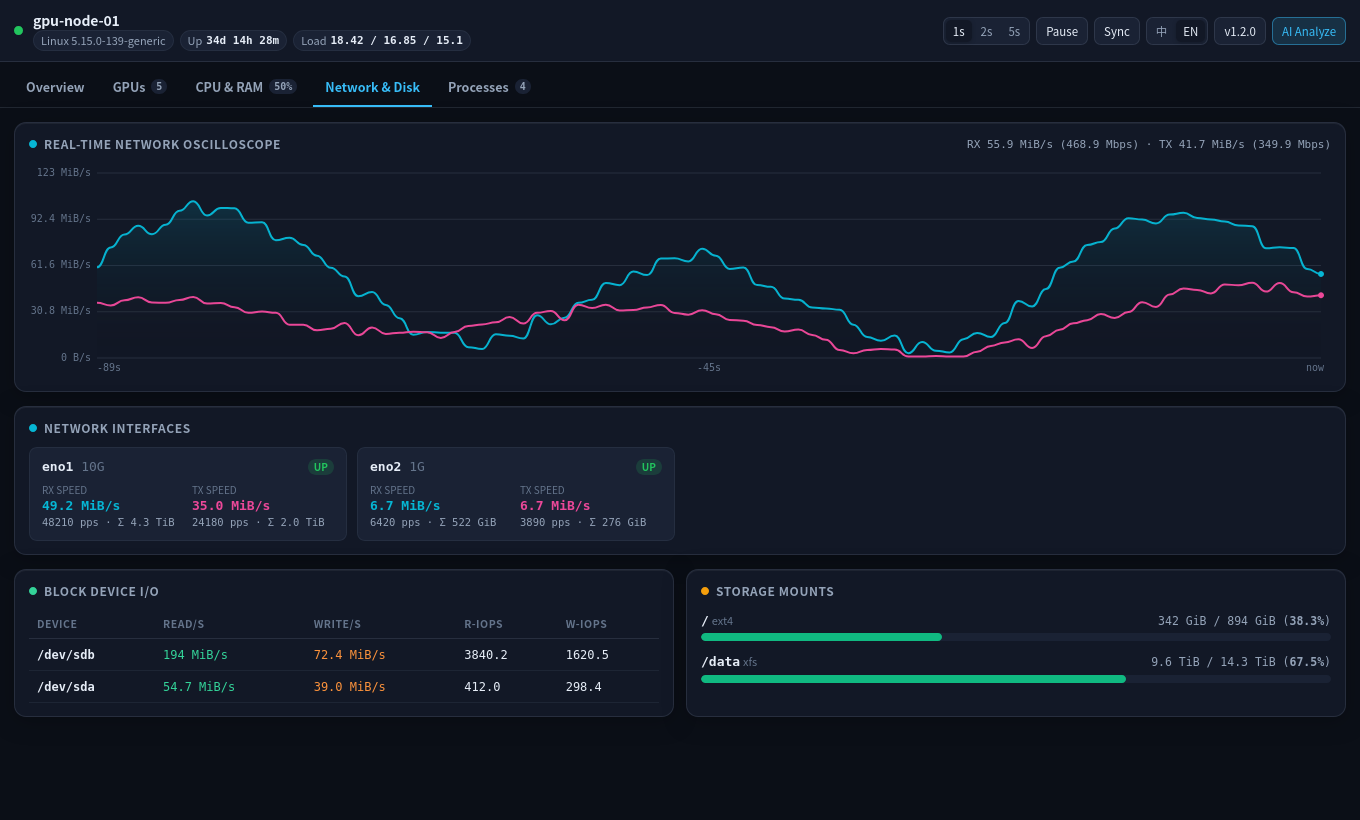 gpu-node-01
Linux 5.15.0-139-generic Up 34d 14h 28m Load 18.42 / 16.85 / 15.1
1s 2s 5s Pause Sync 中 EN v1.2.0 AI Analyze
Overview GPUs 5 CPU & RAM 50% Network & Disk Processes 4
REAL-TIME NETWORK OSCILLOSCOPE RX 55.9 MiB/s (468.9 Mbps) · TX 41.7 MiB/s (349.9 Mbps)
123 MiB/s
92.4 MiB/s
61.6 MiB/s
30.8 MiB/s
0 B/s
-89s -45s now
NETWORK INTERFACES
eno1 10G UP
RX SPEED TX SPEED
49.2 MiB/s 35.0 MiB/s
48210 pps · Σ 4.3 TiB 24180 pps · Σ 2.0 TiB
eno2 1G UP
RX SPEED TX SPEED
6.7 MiB/s 6.7 MiB/s
6420 pps · Σ 522 GiB 3890 pps · Σ 276 GiB
BLOCK DEVICE I/O
DEVICE READ/S WRITE/S R-IOPS W-IOPS
/dev/sdb 194 MiB/s 72.4 MiB/s 3840.2 1620.5
/dev/sda 54.7 MiB/s 39.0 MiB/s 412.0 298.4
STORAGE MOUNTS
/ ext4 342 GiB / 894 GiB (38.3%)
/data xfs 9.6 TiB / 14.3 TiB (67.5%)